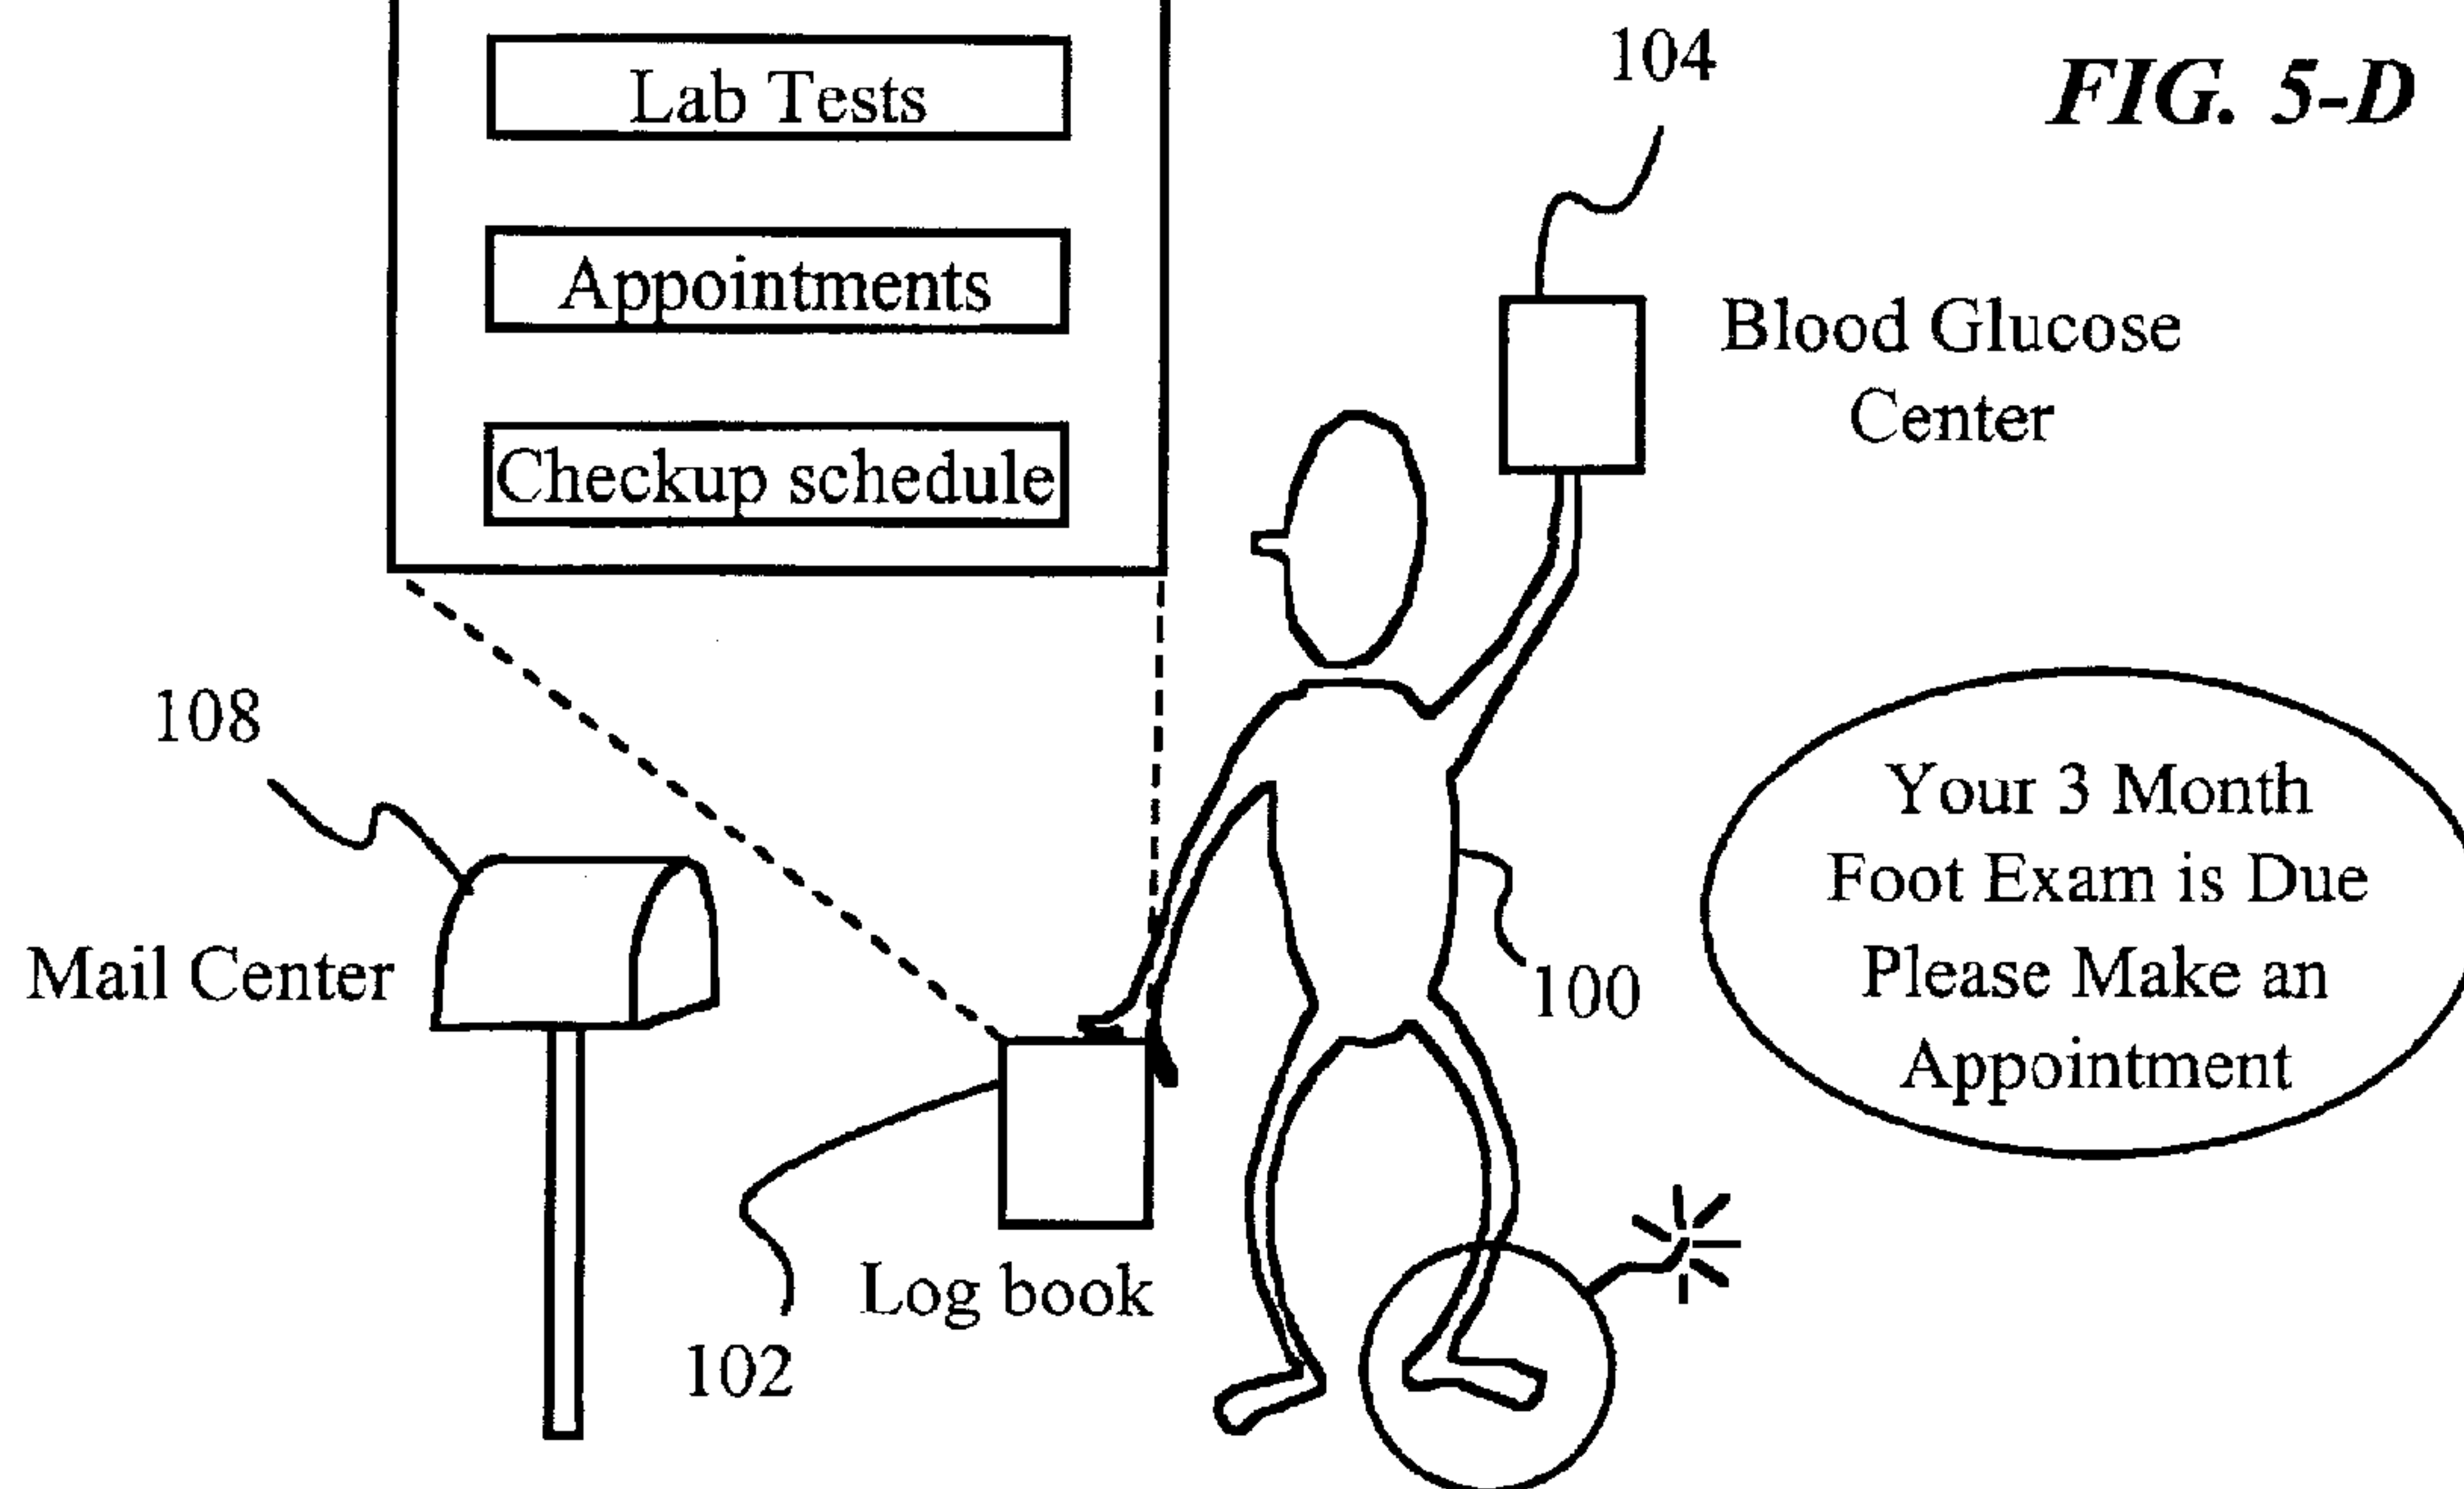 FIG. 5-D
104
Lab Tests
Appointments
Checkup schedule
Blood Glucose
Center
108
Mail Center
Your 3 Month
Foot Exam is Due
Please Make an
Appointment
100
Log book
102